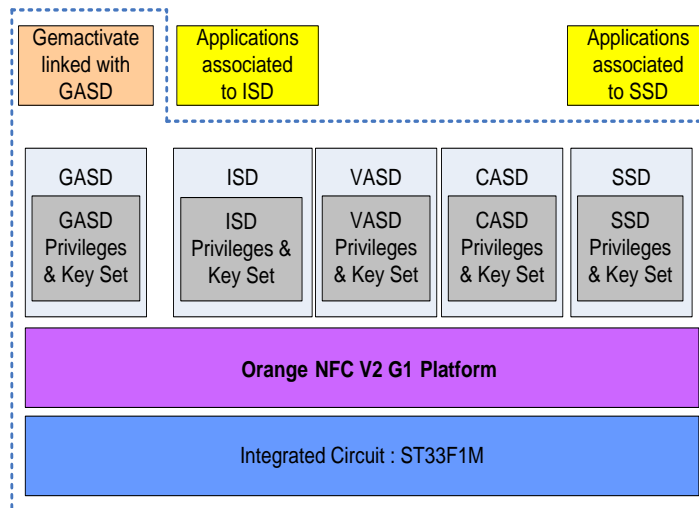 Gemactivate
linked with
GASD
Applications
associated
to ISD
Applications
associated
to SSD
GASD
GASD
Privileges
& Key Set
ISD
ISD
Privileges &
Key Set
VASD
VASD
Privileges
& Key Set
CASD
CASD
Privileges
& Key Set
SSD
SSD
Privileges
& Key Set
Orange NFC V2 G1 Platform
Integrated Circuit : ST33F1M